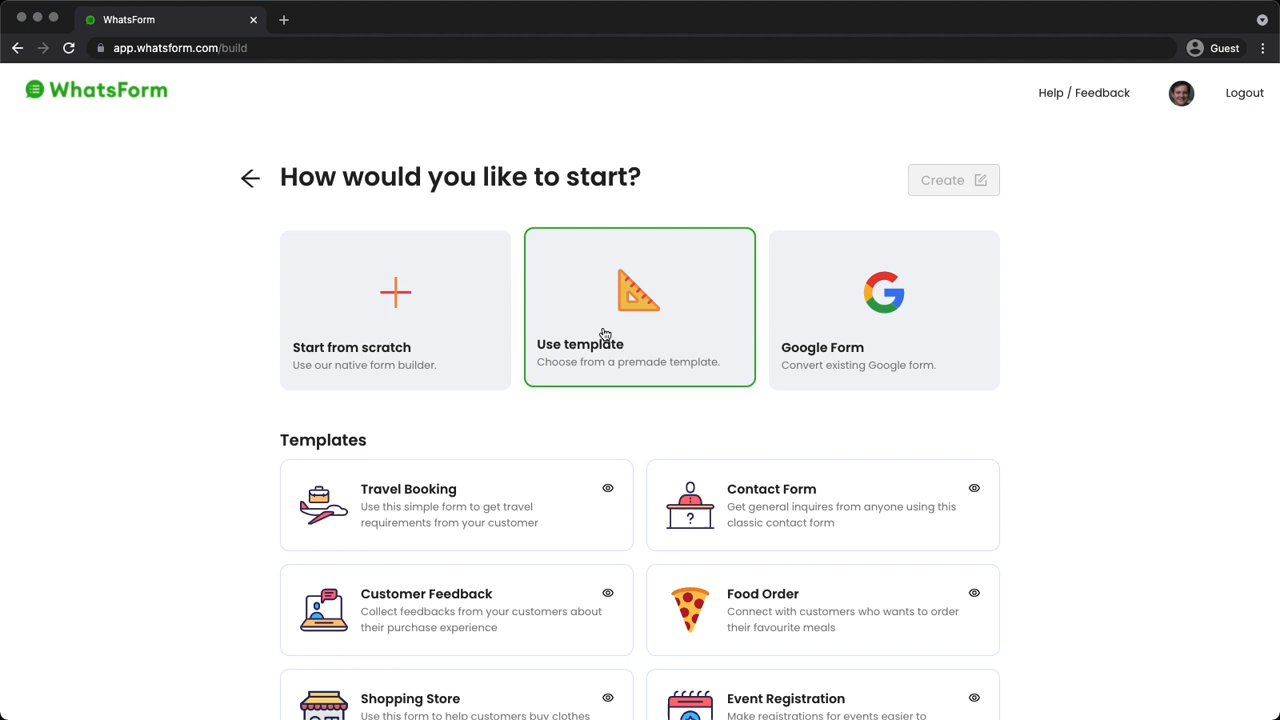 WhatsForm
app.whatsform.com/build
Guest
WhatsForm
Help / Feedback
Logout
How would you like to start?
Create
Start from scratch
Use our native form builder.
Use template
Choose from a premade template.
Google Form
Convert existing Google form.
Templates
Travel Booking
Use this simple form to get travel
requirements from your customer
Contact Form
Get general inquires from anyone using this
classic contact form
?
Customer Feedback
Collect feedbacks from your customers about
their purchase experience
Food Order
Connect with customers who wants to order
their favourite meals
Shopping Store
Use this form to help customers buy clothes
Event Registration
Make registrations for events easier to